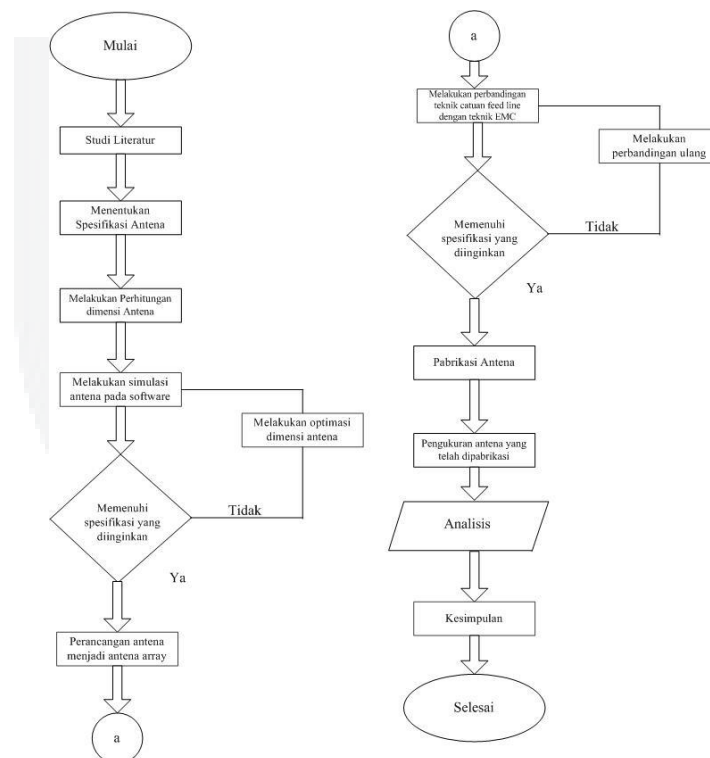 Mulai
Studi Literatur
Menentukan
Spesifikasi Antena
Melakukan Perhitungan
dimensi Antena
Melakukan simulasi
antena pada software
Melakukan optimasi
dimensi antena
Memenuhi
spesifikasi yang
diinginkan
Tidak
Ya
Perancangan antena
menjadi antena array
a
a
Melakukan perbandingan
teknik catuan feed line
dengan teknik EMC
Melakukan
perbandingan ulang
Memenuhi
spesifikasi yang
diinginkan
Tidak
Ya
Pabrikasi Antena
Pengukuran antena yang
telah dipabrikasi
Analisis
Kesimpulan
Selesai